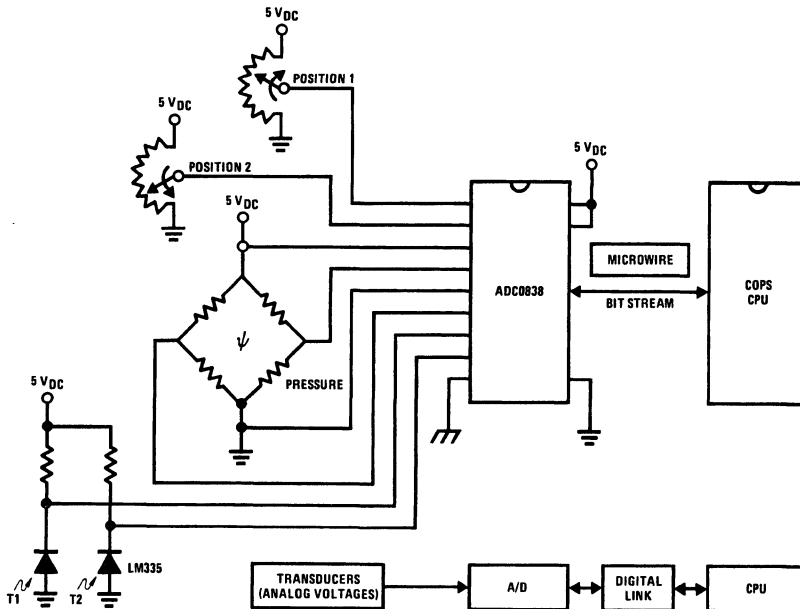 5 VDC
POSITION 1
5 VDC
POSITION 2
5 VDC
5 VDC
MICROWIRE
ADC0838
BIT STREAM
COPS
CPU
ψ
PRESSURE
5 VDC
LM335
T1
T2
TRANSDUCERS
(ANALOG VOLTAGES)
A/D
DIGITAL
LINK
CPU